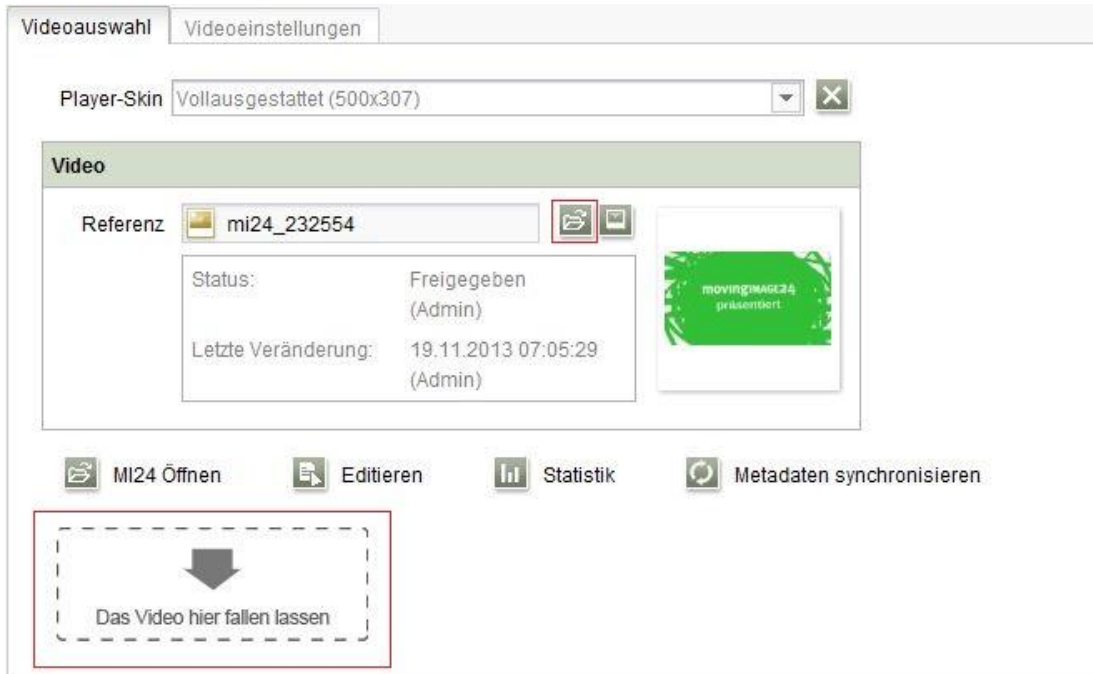 Videoauswahl Videoeinstellungen
Player-Skin Vollausgestattet (500x307)
Video
Referenz mi24_232554
Status: Freigegeben
(Admin)
Letzte Veränderung: 19.11.2013 07:05:29
(Admin)
movingimage24
präsentiert
MI24 Öffnen Editieren Statistik Metadaten synchronisieren
Das Video hier fallen lassen